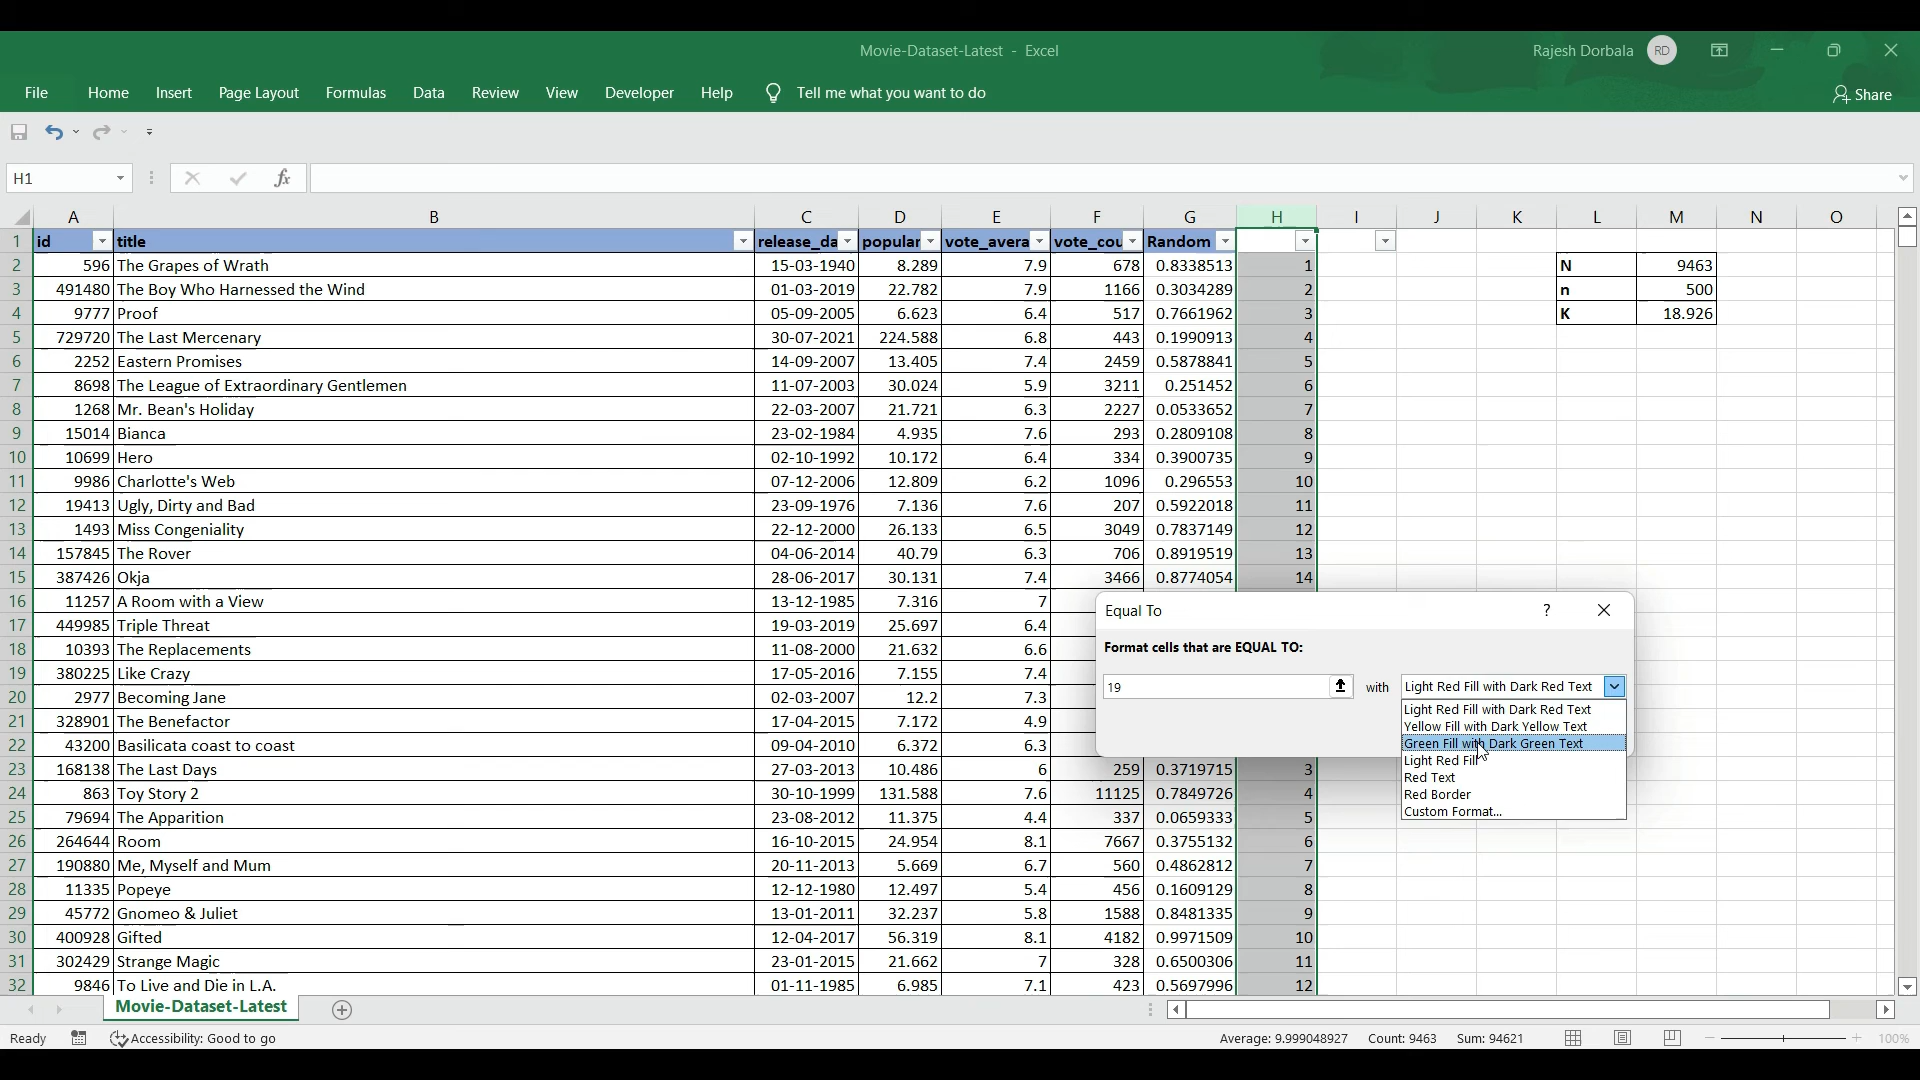 Movie-Dataset-Latest - Excel
Rajesh Dorbala RD
File Home Insert Page Layout Formulas Data Review View Developer Help Tell me what you want to do Share
H1 fx
A B C D E F G H I J K L M N O
1 id title release_da popular vote_avera vote_cou Random
2 596 The Grapes of Wrath 15-03-1940 8.289 7.9 678 0.8338513 1 N 9463
3 491480 The Boy Who Harnessed the Wind 01-03-2019 22.782 7.9 1166 0.3034289 2 n 500
4 9777 Proof 05-09-2005 6.623 6.4 517 0.7661962 3 K 18.926
5 729720 The Last Mercenary 30-07-2021 224.588 6.8 443 0.1990913 4
6 2252 Eastern Promises 14-09-2007 13.405 7.4 2459 0.5878841 5
7 8698 The League of Extraordinary Gentlemen 11-07-2003 30.024 5.9 3211 0.251452 6
8 1268 Mr. Bean's Holiday 22-03-2007 21.721 6.3 2227 0.0533652 7
9 15014 Bianca 23-02-1984 4.935 7.6 293 0.2809108 8
10 10699 Hero 02-10-1992 10.172 6.4 334 0.3900735 9
11 9986 Charlotte's Web 07-12-2006 12.809 6.2 1096 0.296553 10
12 19413 Ugly, Dirty and Bad 23-09-1976 7.136 7.6 207 0.5922018 11
13 1493 Miss Congeniality 22-12-2000 26.133 6.5 3049 0.7837149 12
14 157845 The Rover 04-06-2014 40.79 6.3 706 0.8919519 13
15 387426 Okja 28-06-2017 30.131 7.4 3466 0.8774054 14
16 11257 A Room with a View 13-12-1985 7.316 7
17 449985 Triple Threat 19-03-2019 25.697 6.4
18 10393 The Replacements 11-08-2000 21.632 6.6
19 380225 Like Crazy 17-05-2016 7.155 7.4
20 2977 Becoming Jane 02-03-2007 12.2 7.3
21 328901 The Benefactor 17-04-2015 7.172 4.9
22 43200 Basilicata coast to coast 09-04-2010 6.372 6.3
23 168138 The Last Days 27-03-2013 10.486 6 259 0.3719715 3
24 863 Toy Story 2 30-10-1999 131.588 7.6 11125 0.7849726 4
25 79694 The Apparition 23-08-2012 11.375 4.4 337 0.0659333 5
26 264644 Room 16-10-2015 24.954 8.1 7667 0.3755132 6
27 190880 Me, Myself and Mum 20-11-2013 5.669 6.7 560 0.4862812 7
28 11335 Popeye 12-12-1980 12.497 5.4 456 0.1609129 8
29 45772 Gnomeo & Juliet 13-01-2011 32.237 5.8 1588 0.8481335 9
30 400928 Gifted 12-04-2017 56.319 8.1 4182 0.9971509 10
31 302429 Strange Magic 23-01-2015 21.662 7 328 0.6500306 11
32 9846 To Live and Die in L.A. 01-11-1985 6.985 7.1 423 0.5697996 12
Equal To ?
Format cells that are EQUAL TO:
19 with Light Red Fill with Dark Red Text
Light Red Fill with Dark Red Text
Yellow Fill with Dark Yellow Text
Green Fill with Dark Green Text
Light Red Fill
Red Text
Red Border
Custom Format...
Movie-Dataset-Latest
Ready Accessibility: Good to go Average: 9.999048927 Count: 9463 Sum: 94621 100%